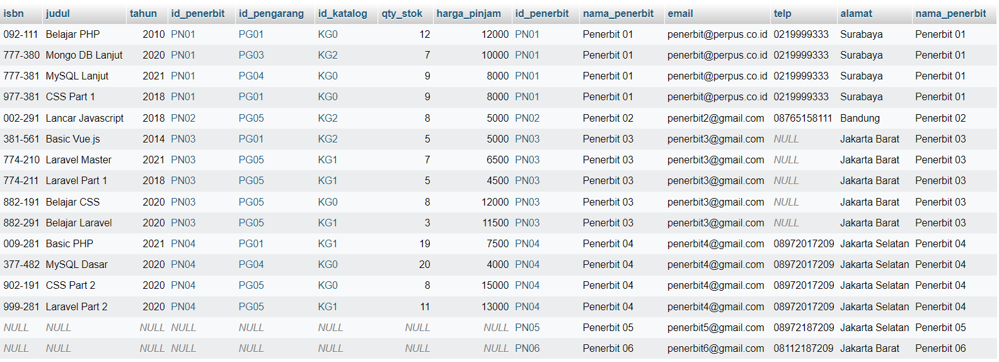 isbn judul tahun id_penerbit id_pengarang id_katalog qty_stok harga_pinjam id_penerbit nama_penerbit email telp alamat nama_penerbit
092-111 Belajar PHP 2010 PN01 PG01 KG0 12 12000 PN01 Penerbit 01 penerbit@perpus.co.id 0219999333 Surabaya Penerbit 01
777-380 Mongo DB Lanjut 2020 PN01 PG03 KG2 7 10000 PN01 Penerbit 01 penerbit@perpus.co.id 0219999333 Surabaya Penerbit 01
777-381 MySQL Lanjut 2021 PN01 PG04 KG0 9 8000 PN01 Penerbit 01 penerbit@perpus.co.id 0219999333 Surabaya Penerbit 01
977-381 CSS Part 1 2018 PN01 PG01 KG0 9 8000 PN01 Penerbit 01 penerbit@perpus.co.id 0219999333 Surabaya Penerbit 01
002-291 Lancar Javascript 2018 PN02 PG05 KG2 8 5000 PN02 Penerbit 02 penerbit2@gmail.com 08765158111 Bandung Penerbit 02
381-561 Basic Vue.js 2014 PN03 PG01 KG2 5 5000 PN03 Penerbit 03 penerbit3@gmail.com NULL Jakarta Barat Penerbit 03
774-210 Laravel Master 2021 PN03 PG05 KG1 7 6500 PN03 Penerbit 03 penerbit3@gmail.com NULL Jakarta Barat Penerbit 03
774-211 Laravel Part 1 2018 PN03 PG05 KG1 5 4500 PN03 Penerbit 03 penerbit3@gmail.com NULL Jakarta Barat Penerbit 03
882-191 Belajar CSS 2020 PN03 PG05 KG0 8 12000 PN03 Penerbit 03 penerbit3@gmail.com NULL Jakarta Barat Penerbit 03
882-291 Belajar Laravel 2020 PN03 PG05 KG1 3 11500 PN03 Penerbit 03 penerbit3@gmail.com NULL Jakarta Barat Penerbit 03
009-281 Basic PHP 2021 PN04 PG01 KG1 19 7500 PN04 Penerbit 04 penerbit4@gmail.com 08972017209 Jakarta Selatan Penerbit 04
377-482 MySQL Dasar 2020 PN04 PG04 KG0 20 4000 PN04 Penerbit 04 penerbit4@gmail.com 08972017209 Jakarta Selatan Penerbit 04
902-191 CSS Part 2 2020 PN04 PG05 KG0 8 15000 PN04 Penerbit 04 penerbit4@gmail.com 08972017209 Jakarta Selatan Penerbit 04
999-281 Laravel Part 2 2020 PN04 PG05 KG1 11 13000 PN04 Penerbit 04 penerbit4@gmail.com 08972017209 Jakarta Selatan Penerbit 04
NULL NULL NULL NULL NULL NULL NULL NULL PN05 Penerbit 05 penerbit5@gmail.com 08972187209 Jakarta Selatan Penerbit 05
NULL NULL NULL NULL NULL NULL NULL NULL PN06 Penerbit 06 penerbit6@gmail.com 08112187209 Jakarta Barat Penerbit 06